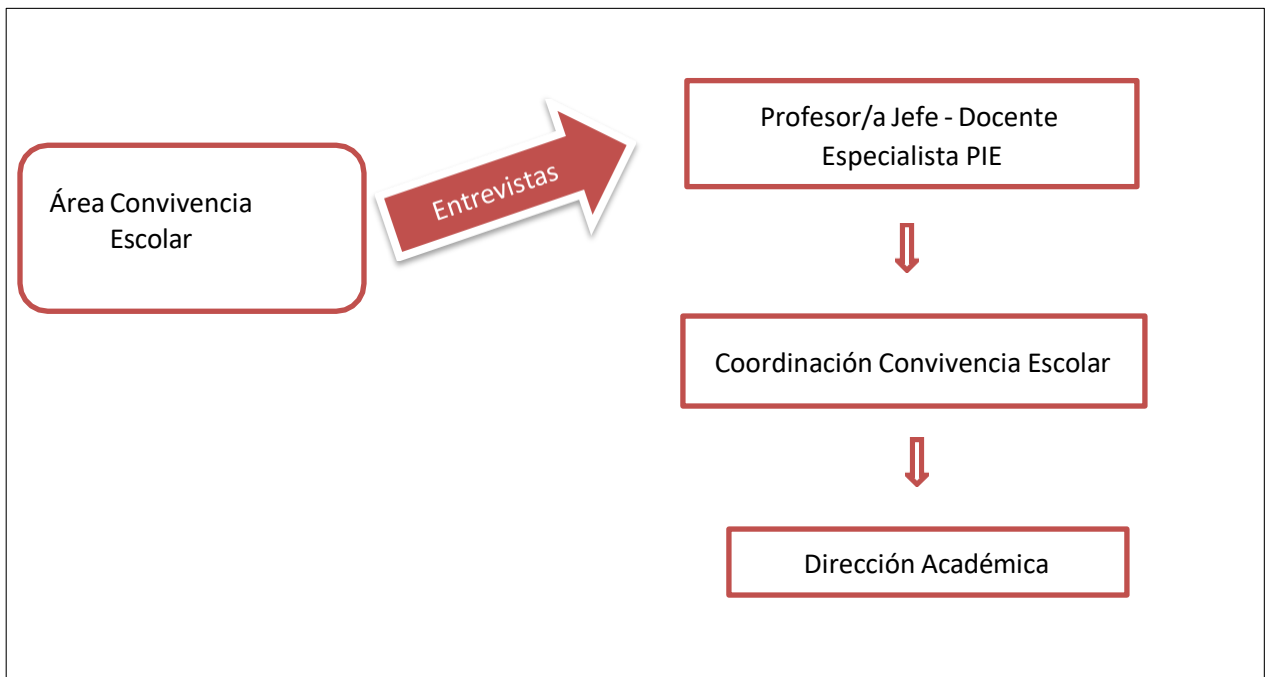 Área Convivencia
Escolar
Entrevistas
Profesor/a Jefe - Docente
Especialista PIE
Coordinación Convivencia Escolar
Dirección Académica